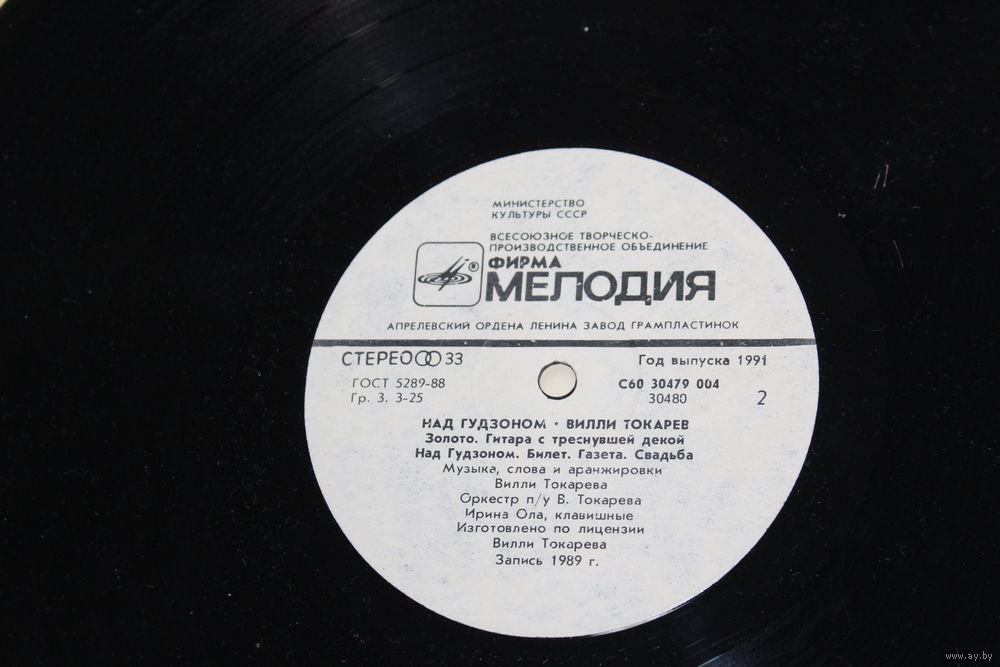 МИНИСТЕРСТВО
КУЛЬТУРЫ СССР
ВСЕСОЮЗНОЕ ТВОРЧЕСКО-
ПРОИЗВОДСТВЕННОЕ ОБЪЕДИНЕНИЕ
ФИРМА
®
МЕЛОДИЯ
АПРЕЛЕВСКИЙ ОРДЕНА ЛЕНИНА ЗАВОД ГРАМПЛАСТИНОК
СТЕРЕО 33
Год выпуска 1991
ГОСТ 5289-88
С60 30479 004
Гр. 3. 3-25
30480
2
НАД ГУДЗОНОМ · ВИЛЛИ ТОКАРЕВ
Золото. Гитара с треснувшей декой
Над Гудзоном. Билет. Газета. Свадьба
Музыка, слова и аранжировки
Вилли Токарева
Оркестр п/у В. Токарева
Ирина Ола, клавишные
Изготовлено по лицензии
Вилли Токарева
Запись 1989 г.
www.ay.by